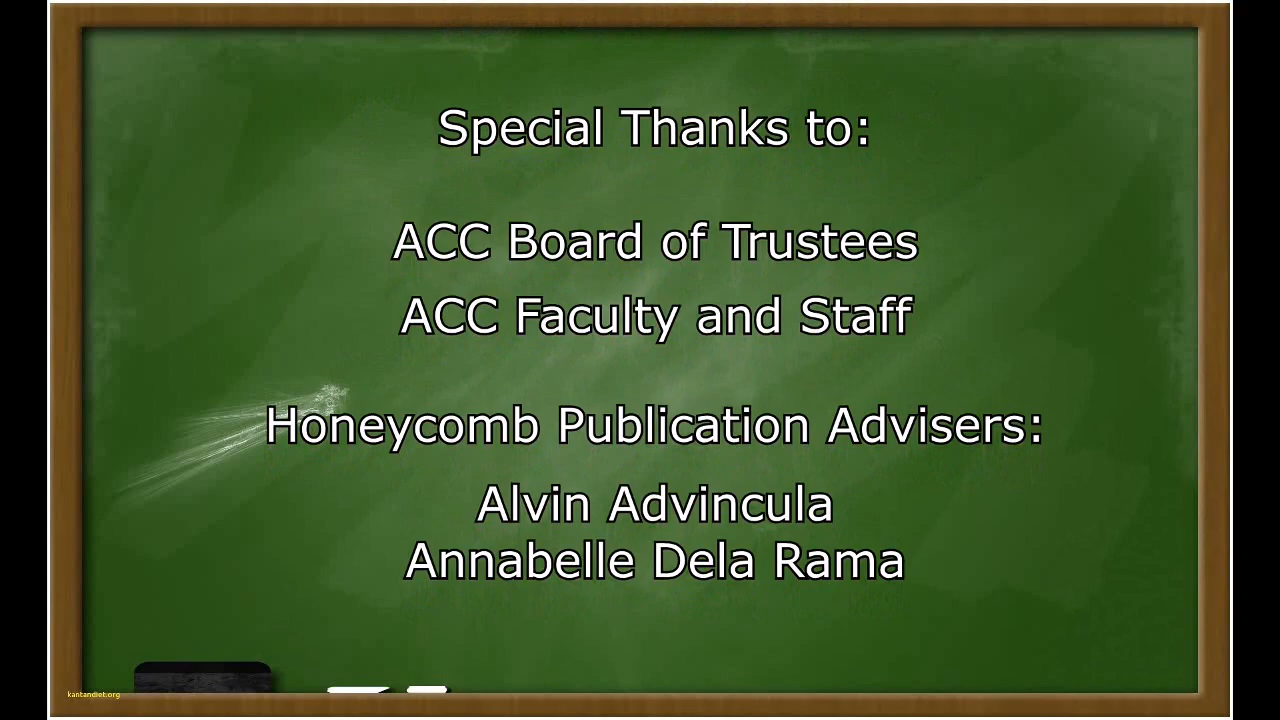 Special Thanks to:
ACC Board of Trustees
ACC Faculty and Staff
Honeycomb Publication Advisers:
Alvin Advincula
Annabelle Dela Rama
kantandiet.org